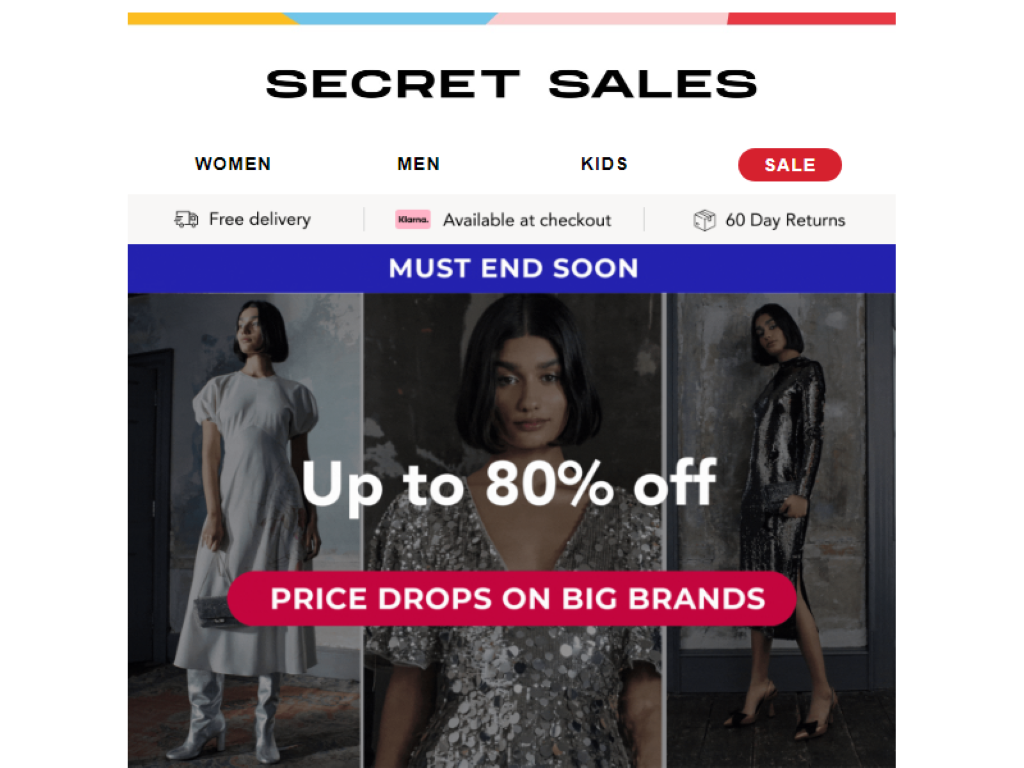 SECRET SALES
WOMEN MEN KIDS SALE
Free delivery Klarna. Available at checkout 60 Day Returns
MUST END SOON
Up to 80% off
PRICE DROPS ON BIG BRANDS